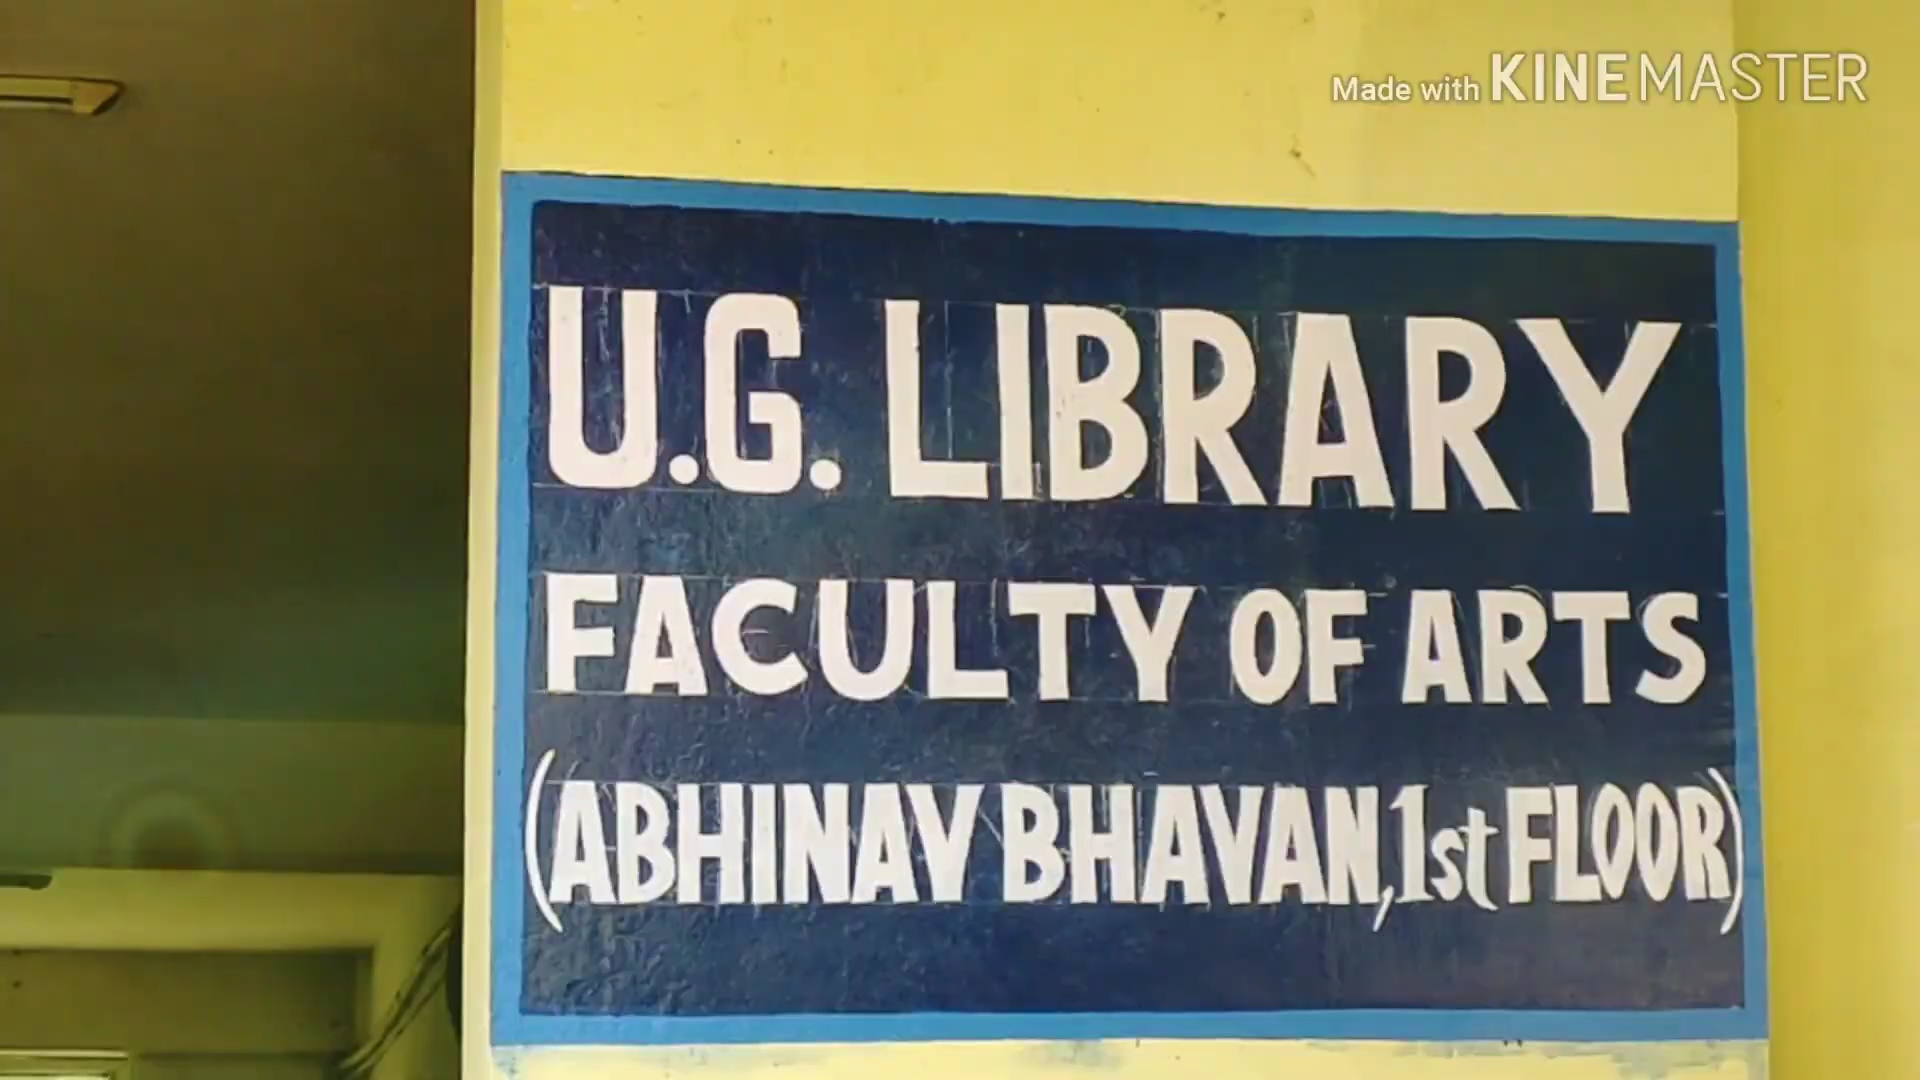 Made with KINEMASTER
U.G. LIBRARY
FACULTY OF ARTS
(ABHINAV BHAVAN, 1st FLOOR)